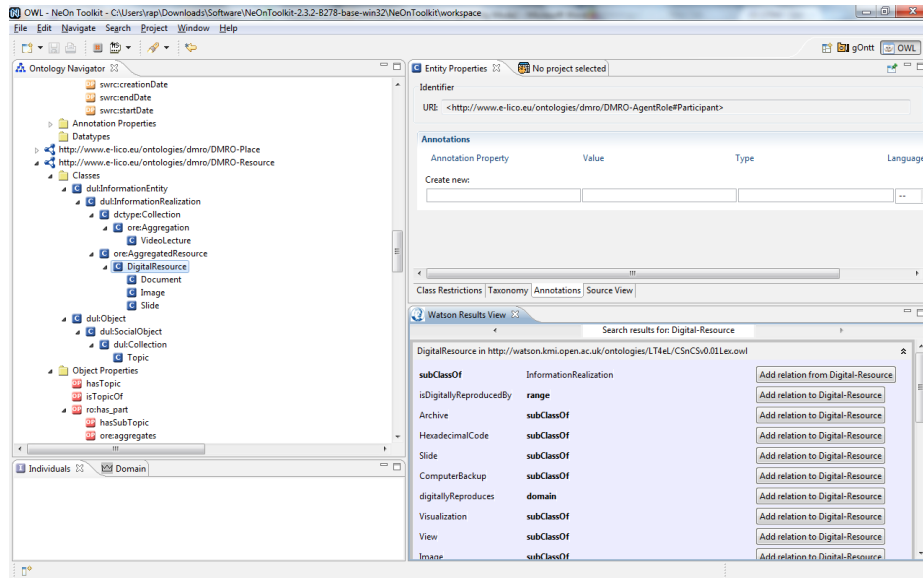 OWL - NeOn Toolkit - C:\Users\rap\Downloads\Software\NeOnToolkit-2.3.2-B278-base-win32\NeOnToolkit\workspace
File Edit Navigate Search Project Window Help
gOntt OWL
Ontology Navigator
swrc:creationDate
swrc:endDate
swrc:startDate
Annotation Properties
Datatypes
http://www.e-lico.eu/ontologies/dmro/DMRO-Place
http://www.e-lico.eu/ontologies/dmro/DMRO-Resource
Classes
dul:InformationEntity
dul:InformationRealization
dctype:Collection
ore:Aggregation
VideoLecture
ore:AggregatedResource
DigitalResource
Document
Image
Slide
dul:Object
dul:SocialObject
dul:Collection
Topic
Object Properties
hasTopic
isTopicOf
ro:has_part
hasSubTopic
ore:aggregates
Individuals Domain
Entity Properties No project selected
Identifier
URI: <http://www.e-lico.eu/ontologies/dmro/DMRO-AgentRole#Participant>
Annotations
Annotation Property Value Type Language
Create new:
--
Class Restrictions Taxonomy Annotations Source View
Watson Results View
Search results for: Digital-Resource
DigitalResource in http://watson.kmi.open.ac.uk/ontologies/LT4eL/CSnCSv0.01Lex.owl
subClassOf InformationRealization Add relation from Digital-Resource
isDigitallyReproducedBy range Add relation to Digital-Resource
Archive subClassOf Add relation to Digital-Resource
HexadecimalCode subClassOf Add relation to Digital-Resource
Slide subClassOf Add relation to Digital-Resource
ComputerBackup subClassOf Add relation to Digital-Resource
digitallyReproduces domain Add relation to Digital-Resource
Visualization subClassOf Add relation to Digital-Resource
View subClassOf Add relation to Digital-Resource
Image subClassOf Add relation to Digital-Resource